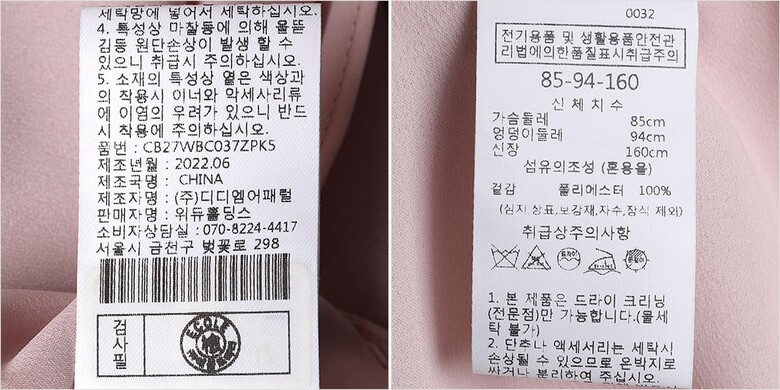 세탁망에 넣어서 세탁하십시오.
4. 특성상 마찰등에 의해 올뜯
김등 원단손상이 발생 할 수
있으니 취급시 주의하십시오.
5. 소재의 특성상 옅은 색상과
의 착용시 이너와 악세사리류
에 이염의 우려가 있으니 반드
시 착용에 주의하십시오.
품번 : CB27WBC037ZPK5
제조년월 : 2022.06
제조국명 : CHINA
제조자명 : (주)디디엠어패럴
판매자명 : 위듀홀딩스
소비자상담실 : 070-8224-4417
서울시 금천구 벚꽃로 298
검사필
ECOLE
0032
전기용품 및 생활용품안전관
리법에의한품질표시취급주의
85-94-160
신체치수
가슴둘레 85cm
엉덩이둘레 94cm
신장 160cm
섬유의조성 (혼용율)
겉감 폴리에스터 100%
(심지,상표,보강재,자수,장식 제외)
취급상주의사항
1. 본 제품은 드라이 크리닝
(전문점)만 가능합니다.(물세
탁 불가)
2. 단추나 액세서리는 세탁시
손상될 수 있으므로 은박지로
싸거나 분리하여 주십시오.